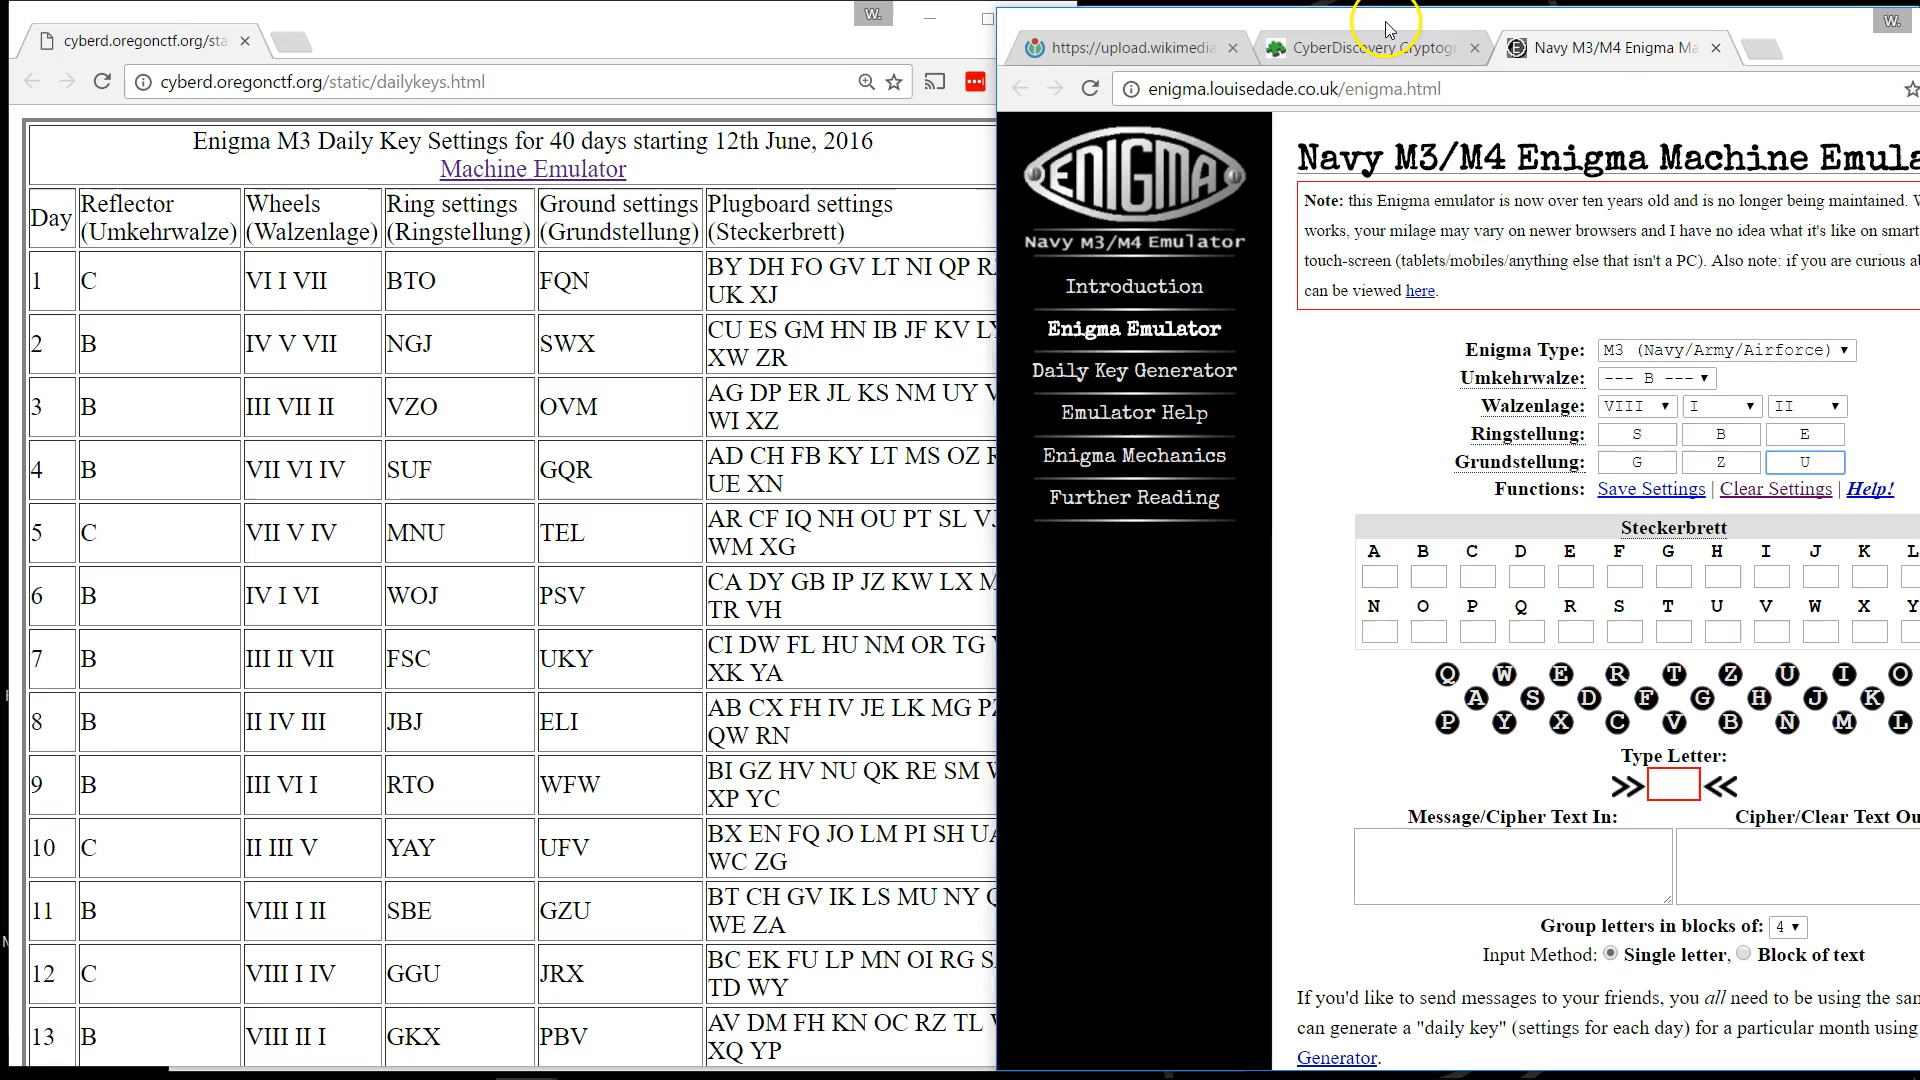 W.
cyberd.oregonctf.org/sta
cyberd.oregonctf.org/static/dailykeys.html
Enigma M3 Daily Key Settings for 40 days starting 12th June, 2016
Machine Emulator
Day Reflector (Umkehrwalze) Wheels (Walzenlage) Ring settings (Ringstellung) Ground settings (Grundstellung) Plugboard settings (Steckerbrett)
1 C VI I VII BTO FQN BY DH FO GV LT NI QP
UK XJ
2 B IV V VII NGJ SWX CU ES GM HN IB JF KV
XW ZR
3 B III VII II VZO OVM AG DP ER JL KS NM UY
WI XZ
4 B VII VI IV SUF GQR AD CH FB KY LT MS OZ
UE XN
5 C VII V IV MNU TEL AR CF IQ NH OU PT SL
WM XG
6 B IV I VI WOJ PSV CA DY GB IP JZ KW LX
TR VH
7 B III II VII FSC UKY CI DW FL HU NM OR TG
XK YA
8 B II IV III JBJ ELI AB CX FH IV JE LK MG
QW RN
9 B III VI I RTO WFW BI GZ HV NU QK RE SM
XP YC
10 C II III V YAY UFV BX EN FQ JO LM PI SH
WC ZG
11 B VIII I II SBE GZU BT CH GV IK LS MU NY
WE ZA
12 C VIII I IV GGU JRX BC EK FU LP MN OI RG
TD WY
13 B VIII II I GKX PBV AV DM FH KN OC RZ TL
XQ YP
W.
https://upload.wikimedia
CyberDiscovery Cryptogr
Navy M3/M4 Enigma Ma
enigma.louisedade.co.uk/enigma.html
ENIGMA
Navy M3/M4 Emulator
Introduction
Enigma Emulator
Daily Key Generator
Emulator Help
Enigma Mechanics
Further Reading
Navy M3/M4 Enigma Machine Emula
Note: this Enigma emulator is now over ten years old and is no longer being maintained.
works, your milage may vary on newer browsers and I have no idea what it's like on smart
touch-screen (tablets/mobiles/anything else that isn't a PC). Also note: if you are curious
can be viewed here.
Enigma Type: M3 (Navy/Army/Airforce)
Umkehrwalze: --- B ---
Walzenlage: VIII I II
Ringstellung: S B E
Grundstellung: G Z U
Functions: Save Settings | Clear Settings | Help!
Steckerbrett
A B C D E F G H I J K L
N O P Q R S T U V W X Y
Q W E R T Z U I O
A S D F G H J K
P Y X C V B N M L
Type Letter:
>> <<
Message/Cipher Text In: Cipher/Clear Text Ou
Group letters in blocks of: 4
Input Method: Single letter, Block of text
If you'd like to send messages to your friends, you all need to be using the
can generate a "daily key" (settings for each day) for a particular month using
Generator.